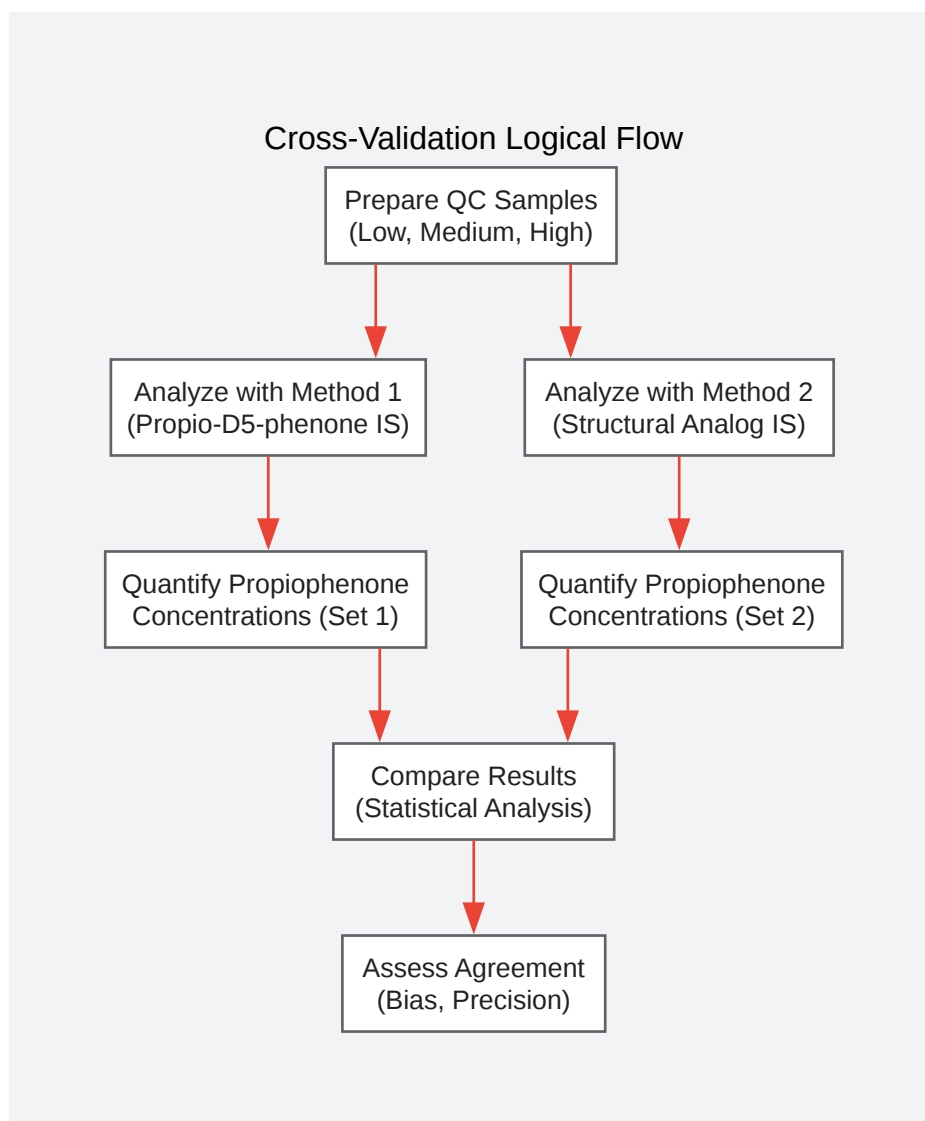 Cross-Validation Logical Flow
Prepare QC Samples
(Low, Medium, High)
Analyze with Method 1
(Propio-D5-phenone IS)
Analyze with Method 2
(Structural Analog IS)
Quantify Propiophenone
Concentrations (Set 1)
Quantify Propiophenone
Concentrations (Set 2)
Compare Results
(Statistical Analysis)
Assess Agreement
(Bias, Precision)